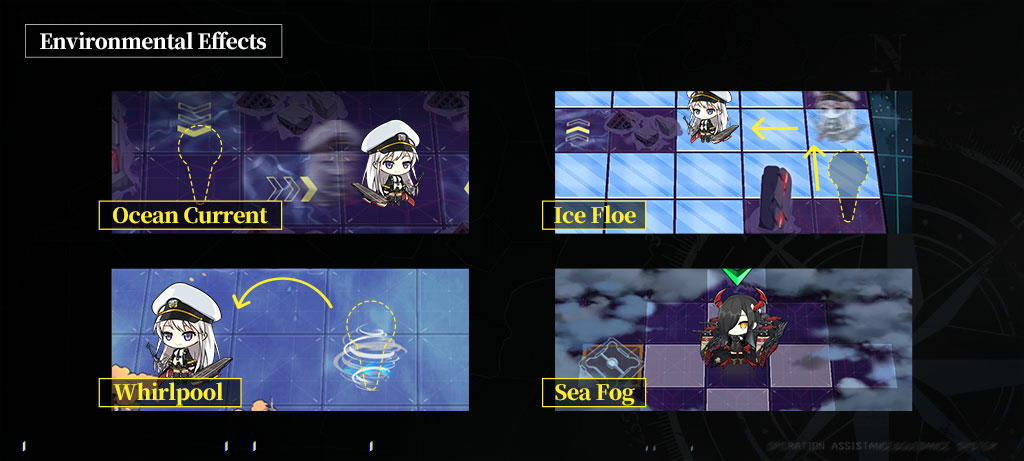 Environmental Effects
Ocean Current
Ice Floe
Whirlpool
Sea Fog